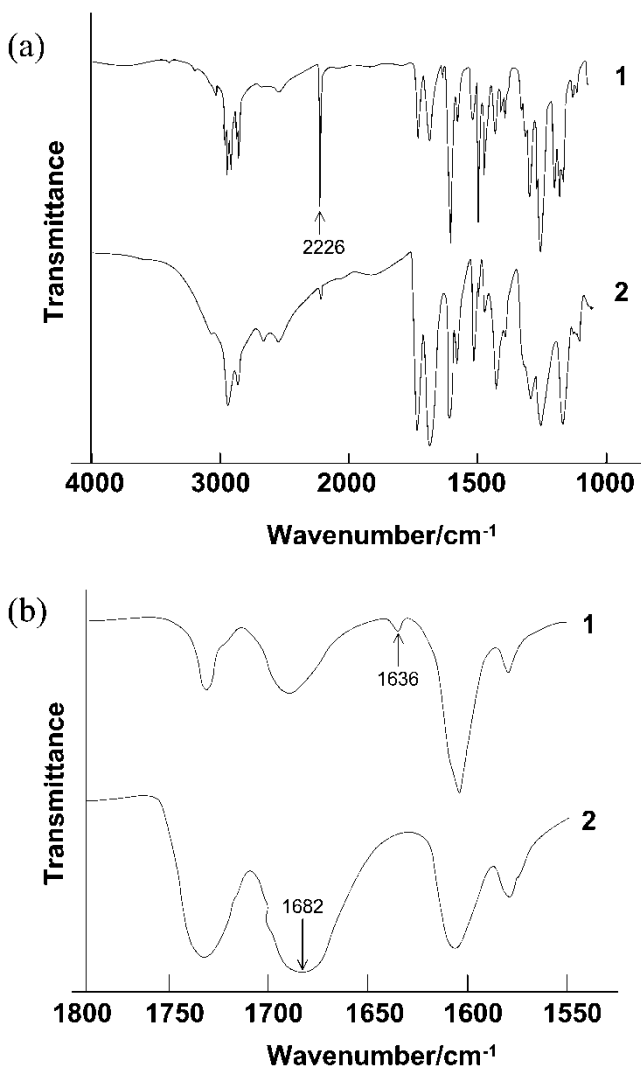 (a)
1
2226
2
Transmittance
4000 3000 2000 1500 1000
Wavenumber/cm-1
(b)
1
1636
2
1682
Transmittance
1800 1750 1700 1650 1600 1550
Wavenumber/cm-1